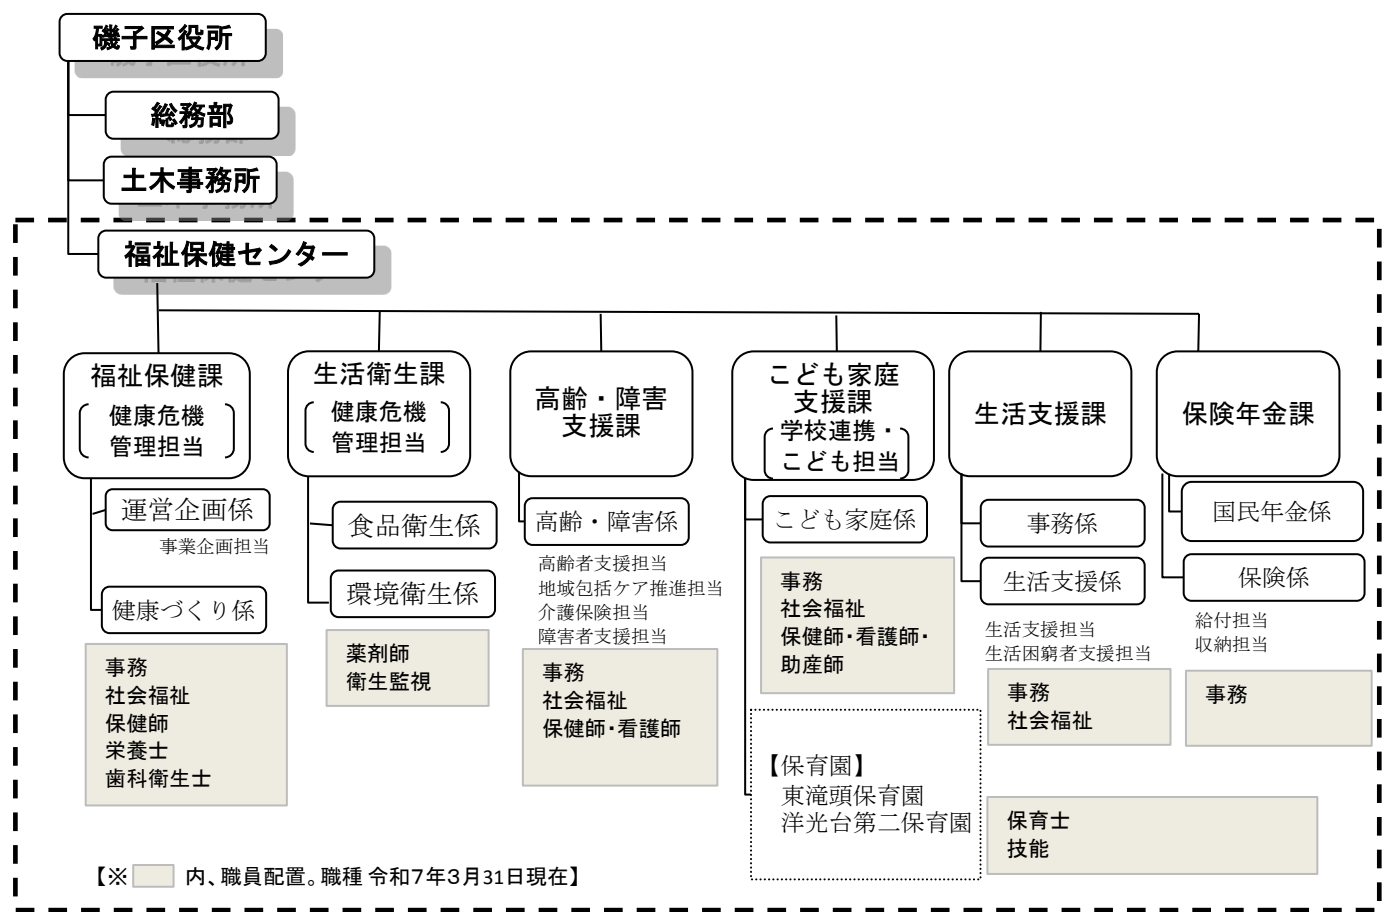 磯子区役所
総務部
土木事務所
福祉保健センター
福祉保健課
健康危機
管理担当
運営企画係
事業企画担当
健康づくり係
事務
社会福祉
保健師
栄養士
歯科衛生士
生活衛生課
健康危機
管理担当
食品衛生係
環境衛生係
薬剤師
衛生監視
高齢・障害
支援課
高齢・障害係
高齢者支援担当
地域包括ケア推進担当
介護保険担当
障害者支援担当
事務
社会福祉
保健師・看護師
こども家庭
支援課
学校連携・
こども担当
こども家庭係
事務
社会福祉
保健師・看護師・
助産師
【保育園】
東滝頭保育園
洋光台第二保育園
保育士
技能
生活支援課
事務係
生活支援係
生活支援担当
生活困窮者支援担当
事務
社会福祉
保険年金課
国民年金係
保険係
給付担当
収納担当
事務
【※ 内、職員配置。職種 令和7年3月31日現在】